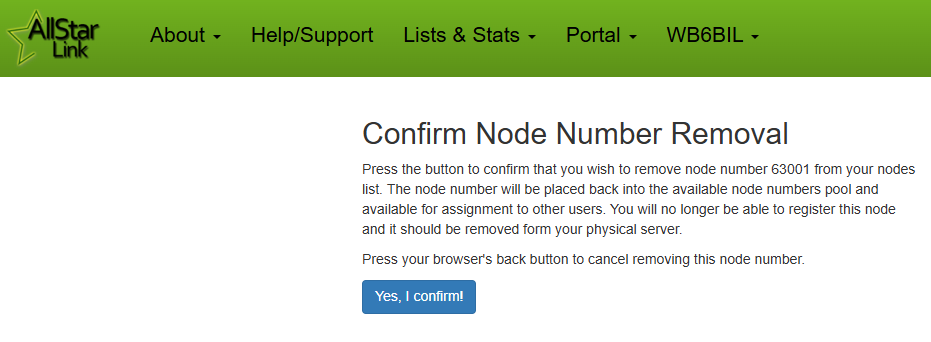 AllStar
Link
About
Help/Support
Lists & Stats
Portal
WB6BIL
Confirm Node Number Removal
Press the button to confirm that you wish to remove node number 63001 from your nodes
list. The node number will be placed back into the available node numbers pool and
available for assignment to other users. You will no longer be able to register this node
and it should be removed form your physical server.
Press your browser's back button to cancel removing this node number.
Yes, I confirm!